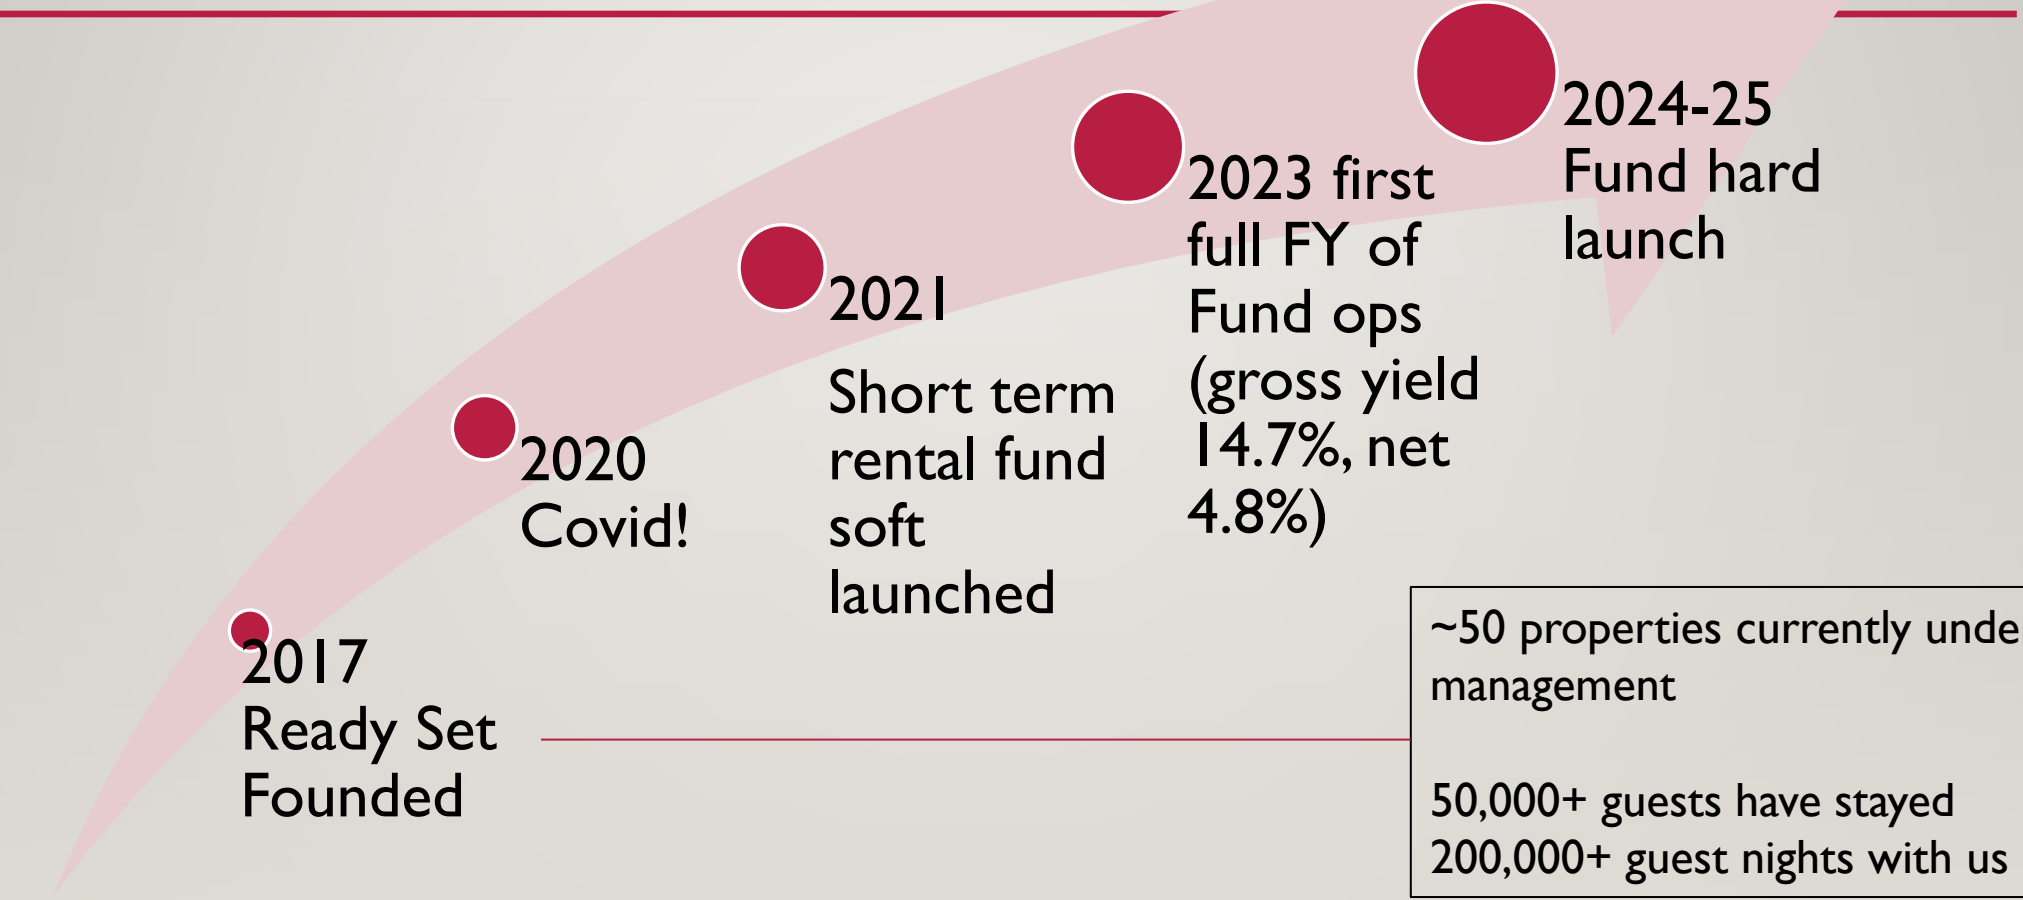 2017
Ready Set
Founded
2020
Covid!
2021
Short term
rental fund
soft
launched
2023 first
full FY of
Fund ops
(gross yield
14.7%, net
4.8%)
2024-25
Fund hard
launch
~50 properties currently unde
management
50,000+ guests have stayed
200,000+ guest nights with us